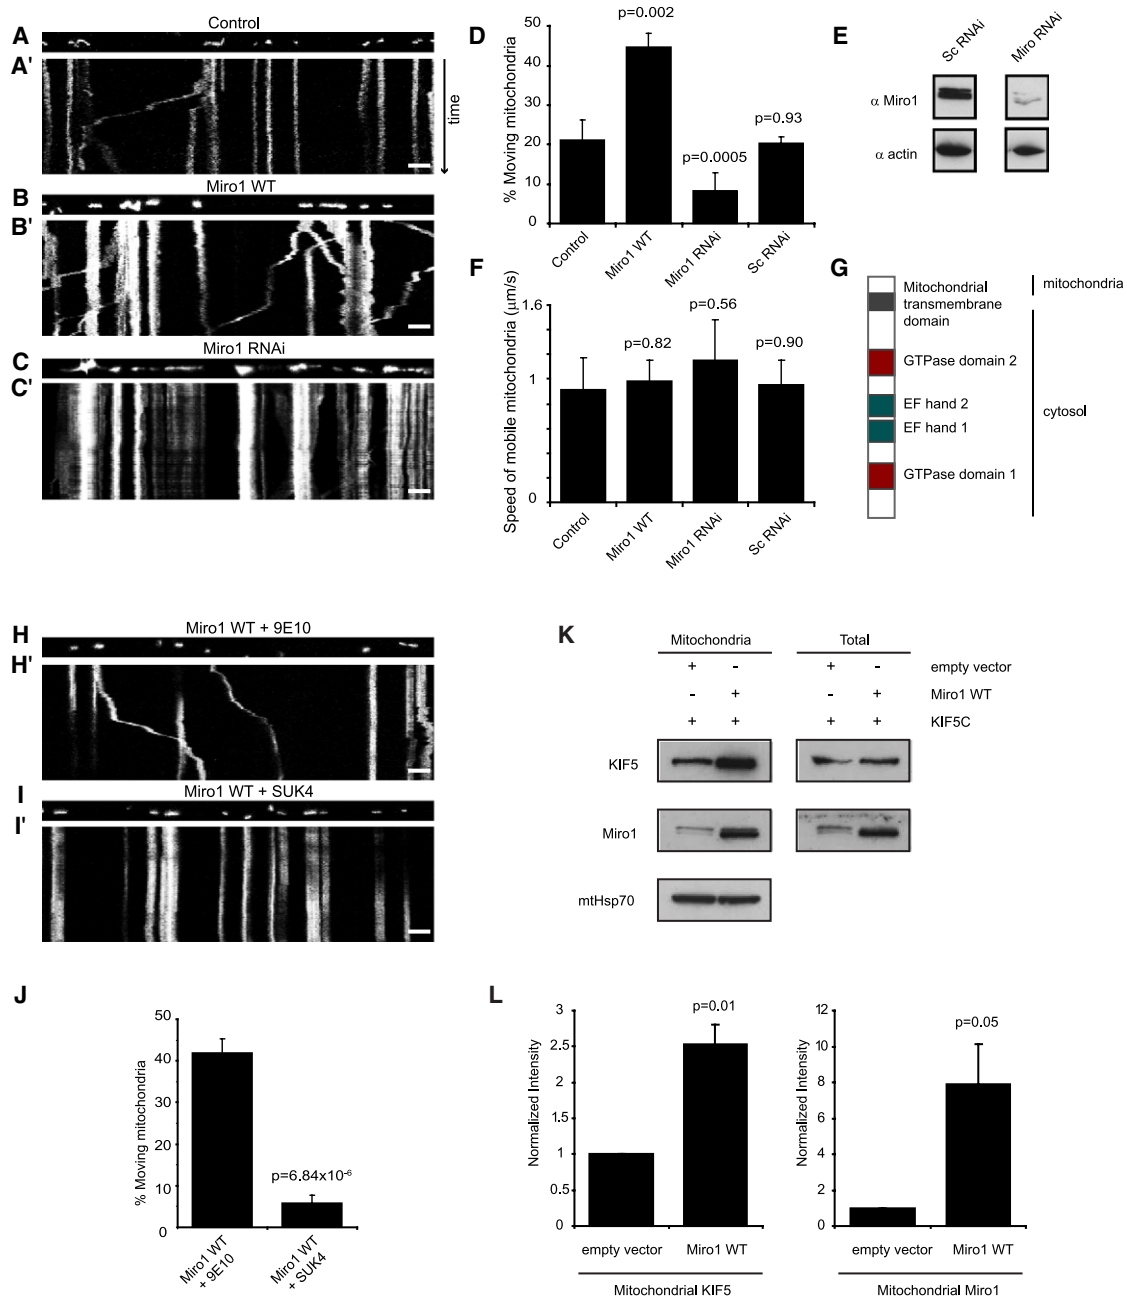 A
Control
A'
time
B
Miro1 WT
B'
C
Miro1 RNAi
C'
D
% Moving mitochondria
50
40
30
20
10
0
p=0.002
p=0.0005
p=0.93
Control
Miro1 WT
Miro1 RNAi
Sc RNAi
E
Sc RNAi
Miro RNAi
α Miro1
α actin
F
Speed of mobile mitochondria (μm/s)
1.6
1
0
p=0.82
p=0.56
p=0.90
Control
Miro1 WT
Miro1 RNAi
Sc RNAi
G
Mitochondrial
transmembrane
domain
GTPase domain 2
EF hand 2
EF hand 1
GTPase domain 1
mitochondria
cytosol
H
Miro1 WT + 9E10
H'
I
Miro1 WT + SUK4
I'
J
% Moving mitochondria
50
40
30
20
10
0
p=6.84x10⁻⁶
Miro1 WT
+ 9E10
Miro1 WT
+ SUK4
K
Mitochondria Total
+ - + - empty vector
- + - + Miro1 WT
+ + + + KIF5C
KIF5
Miro1
mtHsp70
L
Normalized Intensity
3
2.5
2
1.5
1
0.5
0
p=0.01
empty vector Miro1 WT
Mitochondrial KIF5
Normalized Intensity
12
10
8
6
4
2
0
p=0.05
empty vector Miro1 WT
Mitochondrial Miro1